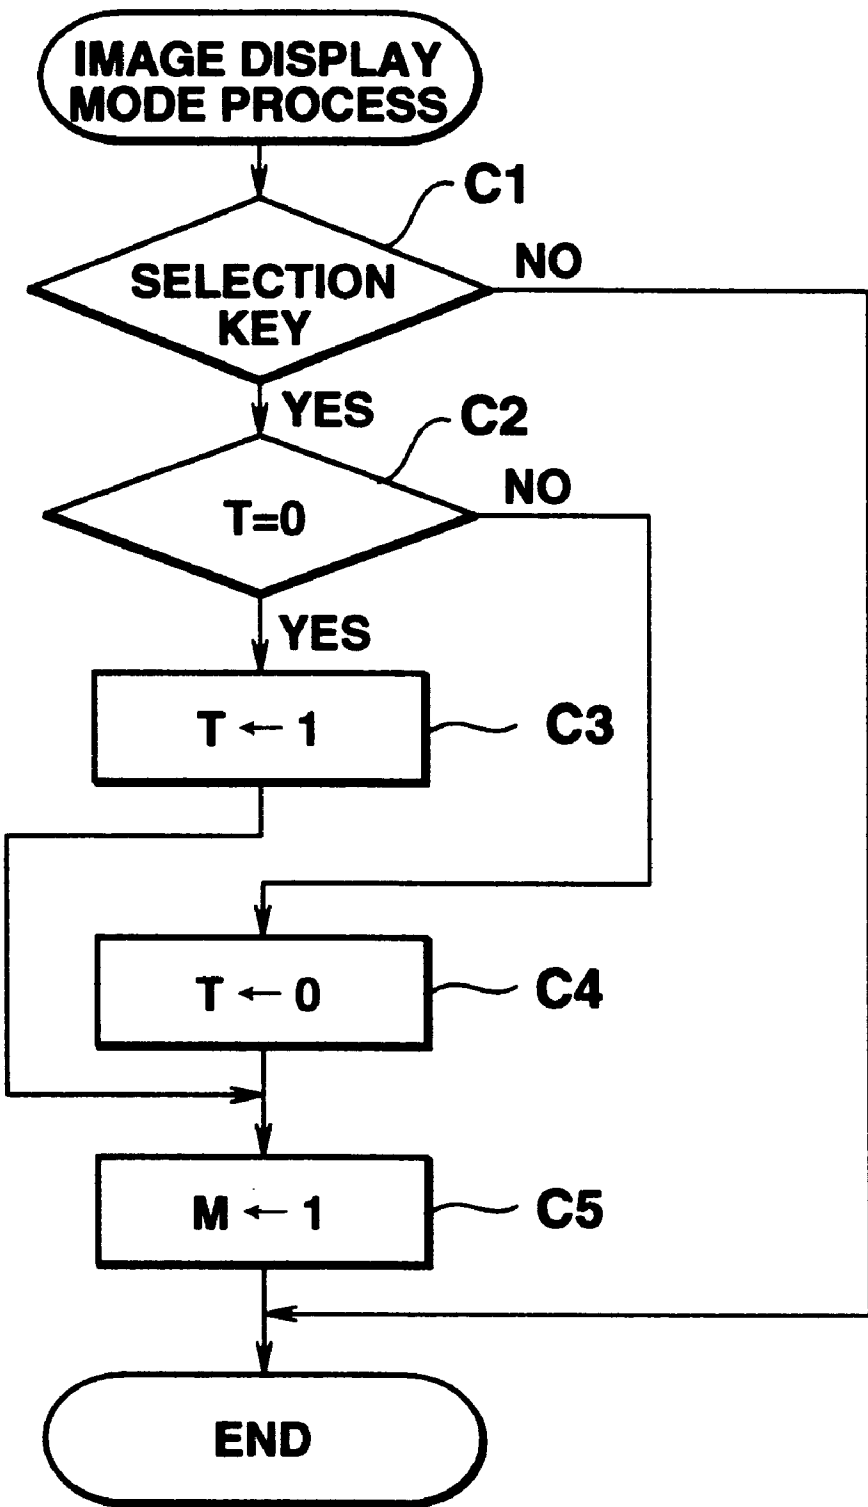 IMAGE DISPLAY
MODE PROCESS
C1
NO
SELECTION
KEY
YES
C2
NO
T=0
YES
T ← 1
C3
T ← 0
C4
M ← 1
C5
END